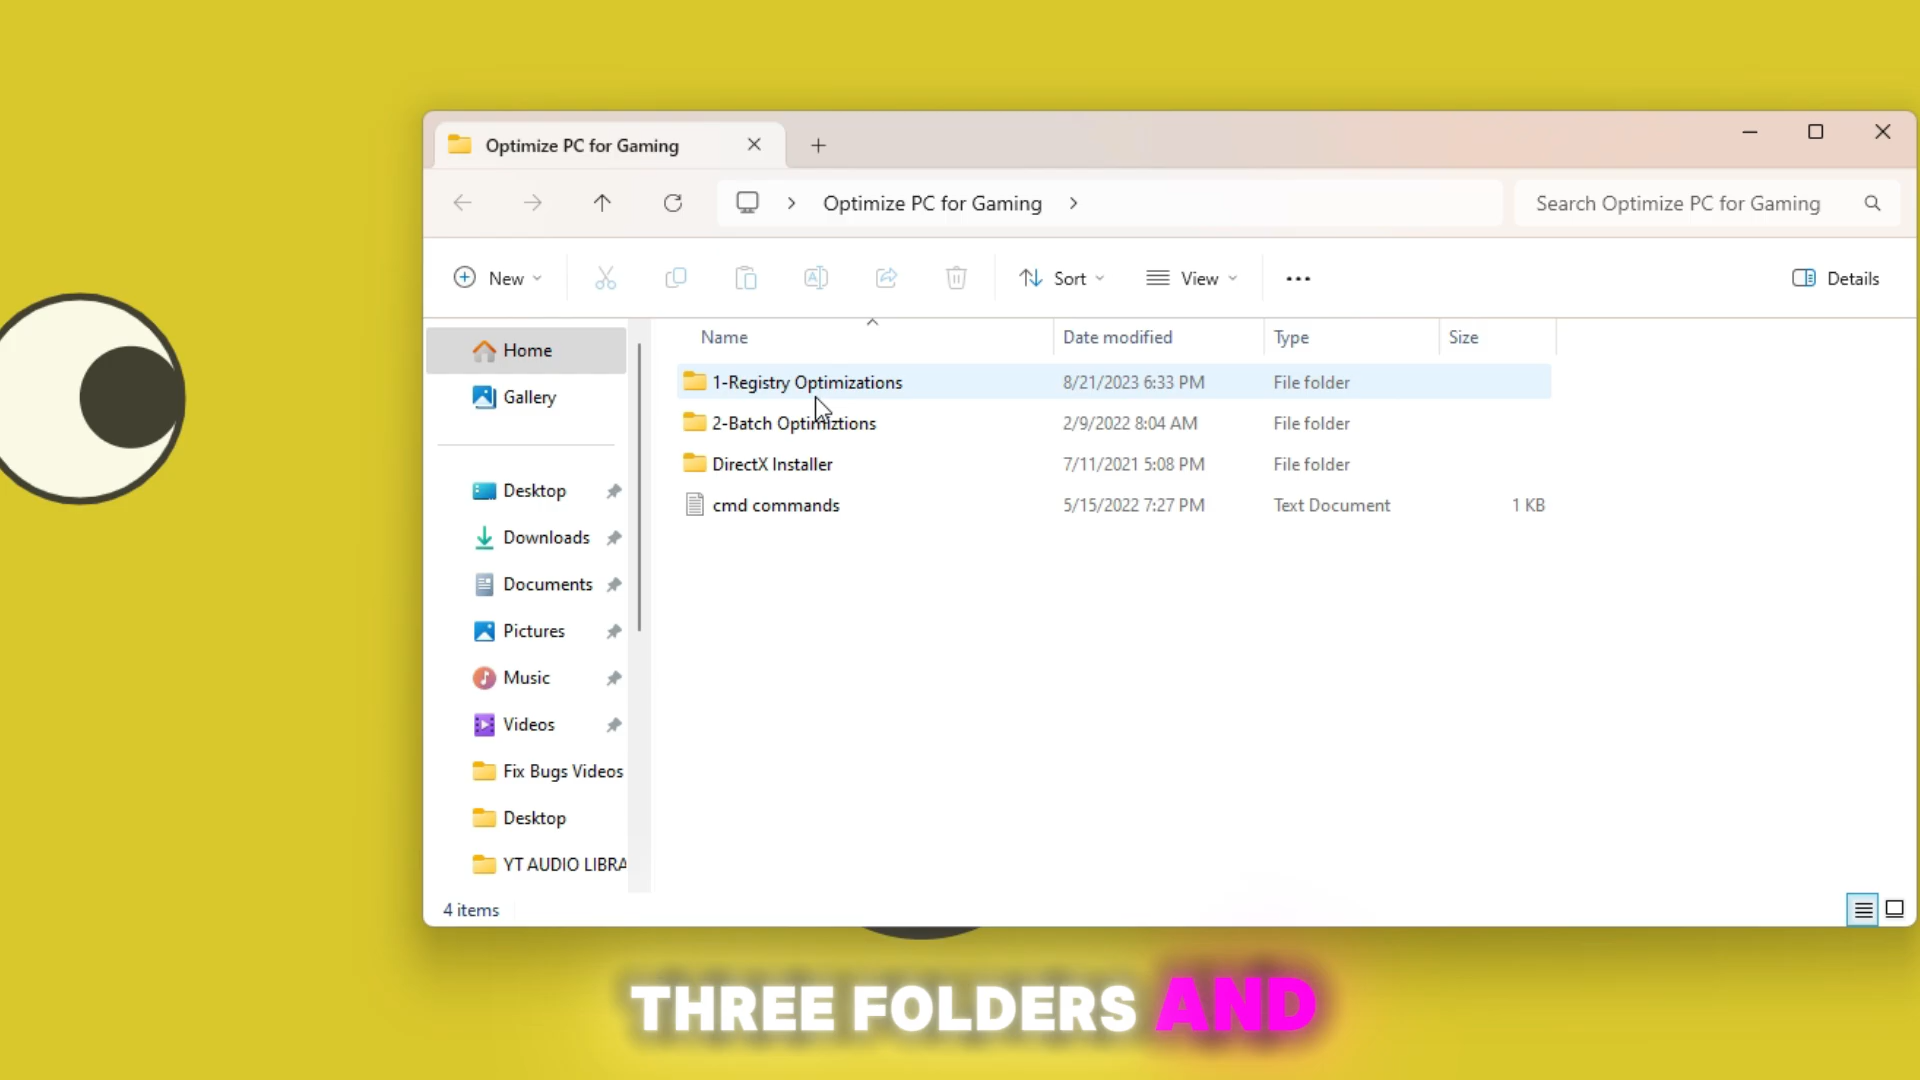 Optimize PC for Gaming
Optimize PC for Gaming
Search Optimize PC for Gaming
New
Sort
View
Details
Name
Date modified
Type
Size
Home
Gallery
Desktop
Downloads
Documents
Pictures
Music
Videos
Fix Bugs Videos
Desktop
YT AUDIO LIBRA
1-Registry Optimizations 8/21/2023 6:33 PM File folder
2-Batch Optimiztions 2/9/2022 8:04 AM File folder
DirectX Installer 7/11/2021 5:08 PM File folder
cmd commands 5/15/2022 7:27 PM Text Document 1 KB
4 items
THREE FOLDERS AND